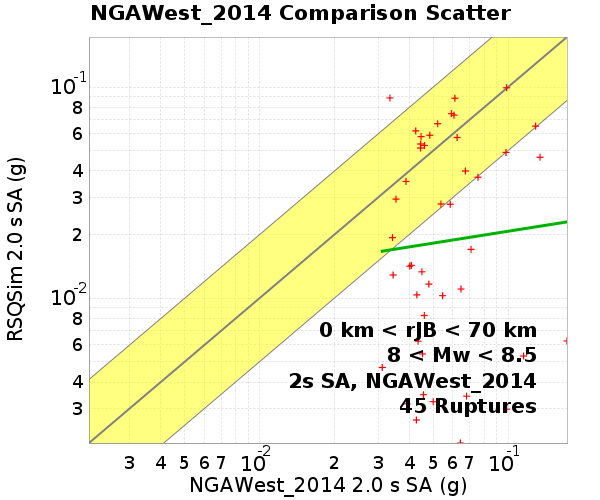 NGAWest_2014 Comparison Scatter
RSQSim 2.0 s SA (g)
10-1
8
6
4
3
2
10-2
8
6
4
3
0 km < rJB < 70 km
8 < Mw < 8.5
2s SA, NGAWest_2014
45 Ruptures
3 4 5 6 7 10-2 2 3 4 5 6 7 10-1
NGAWest_2014 2.0 s SA (g)